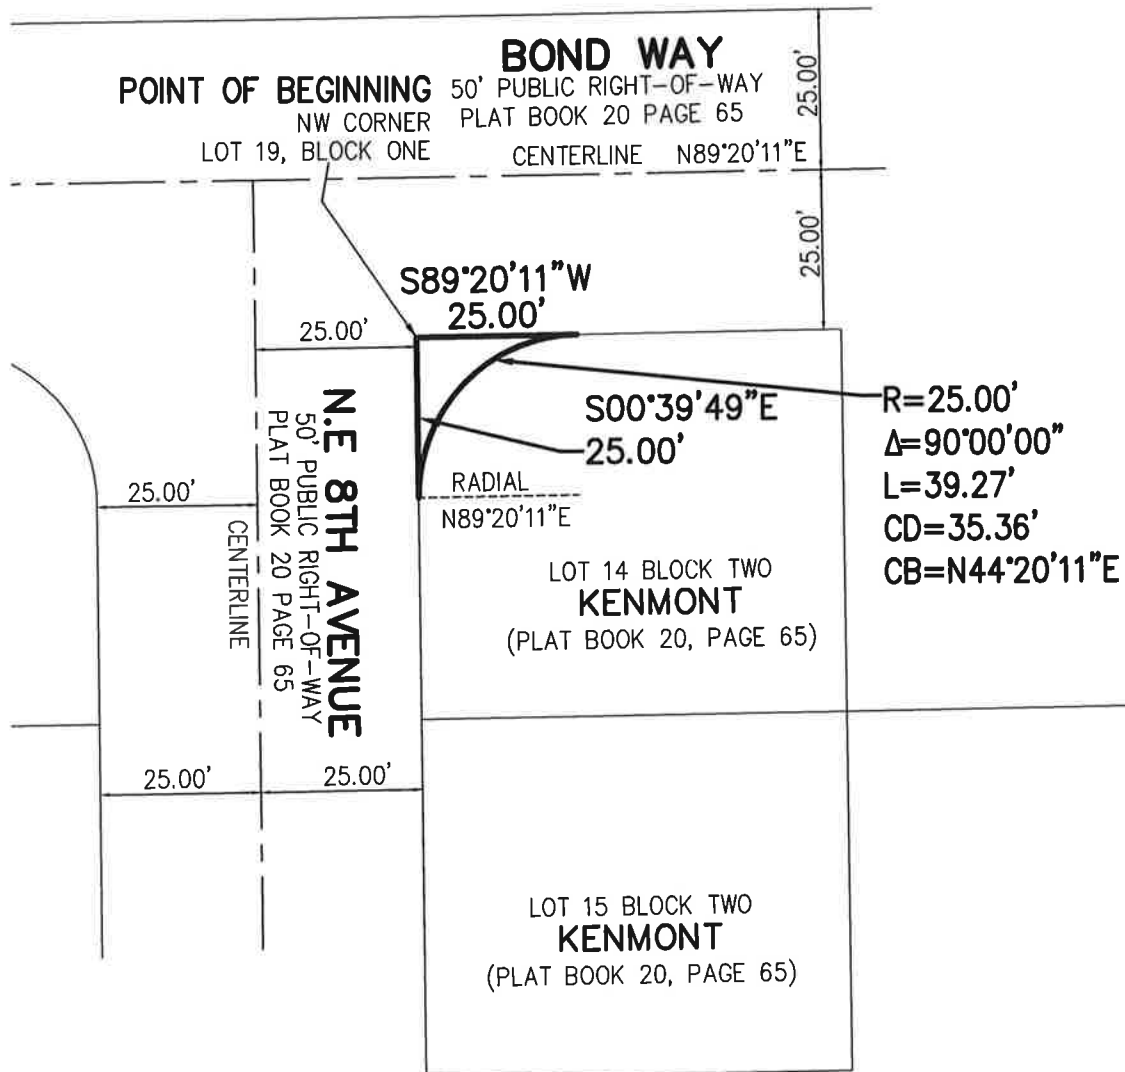 BOND WAY
50' PUBLIC RIGHT-OF-WAY
PLAT BOOK 20 PAGE 65
POINT OF BEGINNING
NW CORNER
LOT 19, BLOCK ONE
CENTERLINE N89°20'11"E
25.00'
25.00'
S89°20'11"W
25.00'
25.00'
S00°39'49"E
25.00'
R=25.00'
Δ=90°00'00"
L=39.27'
CD=35.36'
CB=N44°20'11"E
RADIAL
N89°20'11"E
25.00'
N.E 8TH AVENUE
50' PUBLIC RIGHT-OF-WAY
PLAT BOOK 20 PAGE 65
CENTERLINE
LOT 14 BLOCK TWO
KENMONT
(PLAT BOOK 20, PAGE 65)
25.00'
25.00'
LOT 15 BLOCK TWO
KENMONT
(PLAT BOOK 20, PAGE 65)